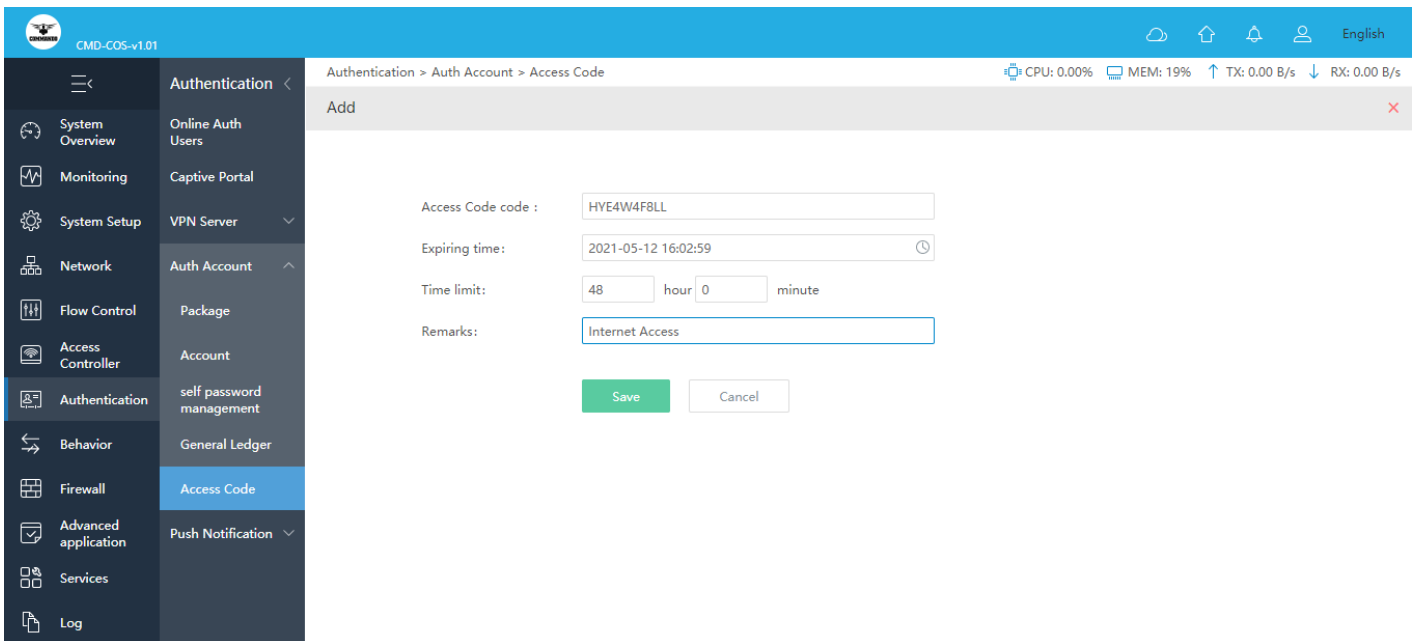 COMMANDO
CMD-COS-v1.01
English
Authentication
Authentication > Auth Account > Access Code
CPU: 0.00%
MEM: 19%
TX: 0.00 B/s
RX: 0.00 B/s
Add
System
Overview
Monitoring
System Setup
Network
Flow Control
Access
Controller
Authentication
Behavior
Firewall
Advanced
application
Services
Log
Online Auth
Users
Captive Portal
VPN Server
Auth Account
Package
Account
self password
management
General Ledger
Access Code
Push Notification
Access Code code :
HYE4W4F8LL
Expiring time:
2021-05-12 16:02:59
Time limit:
48 hour 0 minute
Remarks:
Internet Access
Save
Cancel